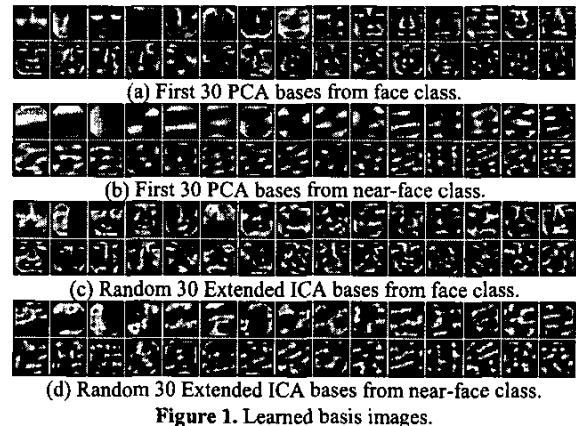 (a) First 30 PCA bases from face class.
(b) First 30 PCA bases from near-face class.
(c) Random 30 Extended ICA bases from face class.
(d) Random 30 Extended ICA bases from near-face class.
Figure 1. Learned basis images.